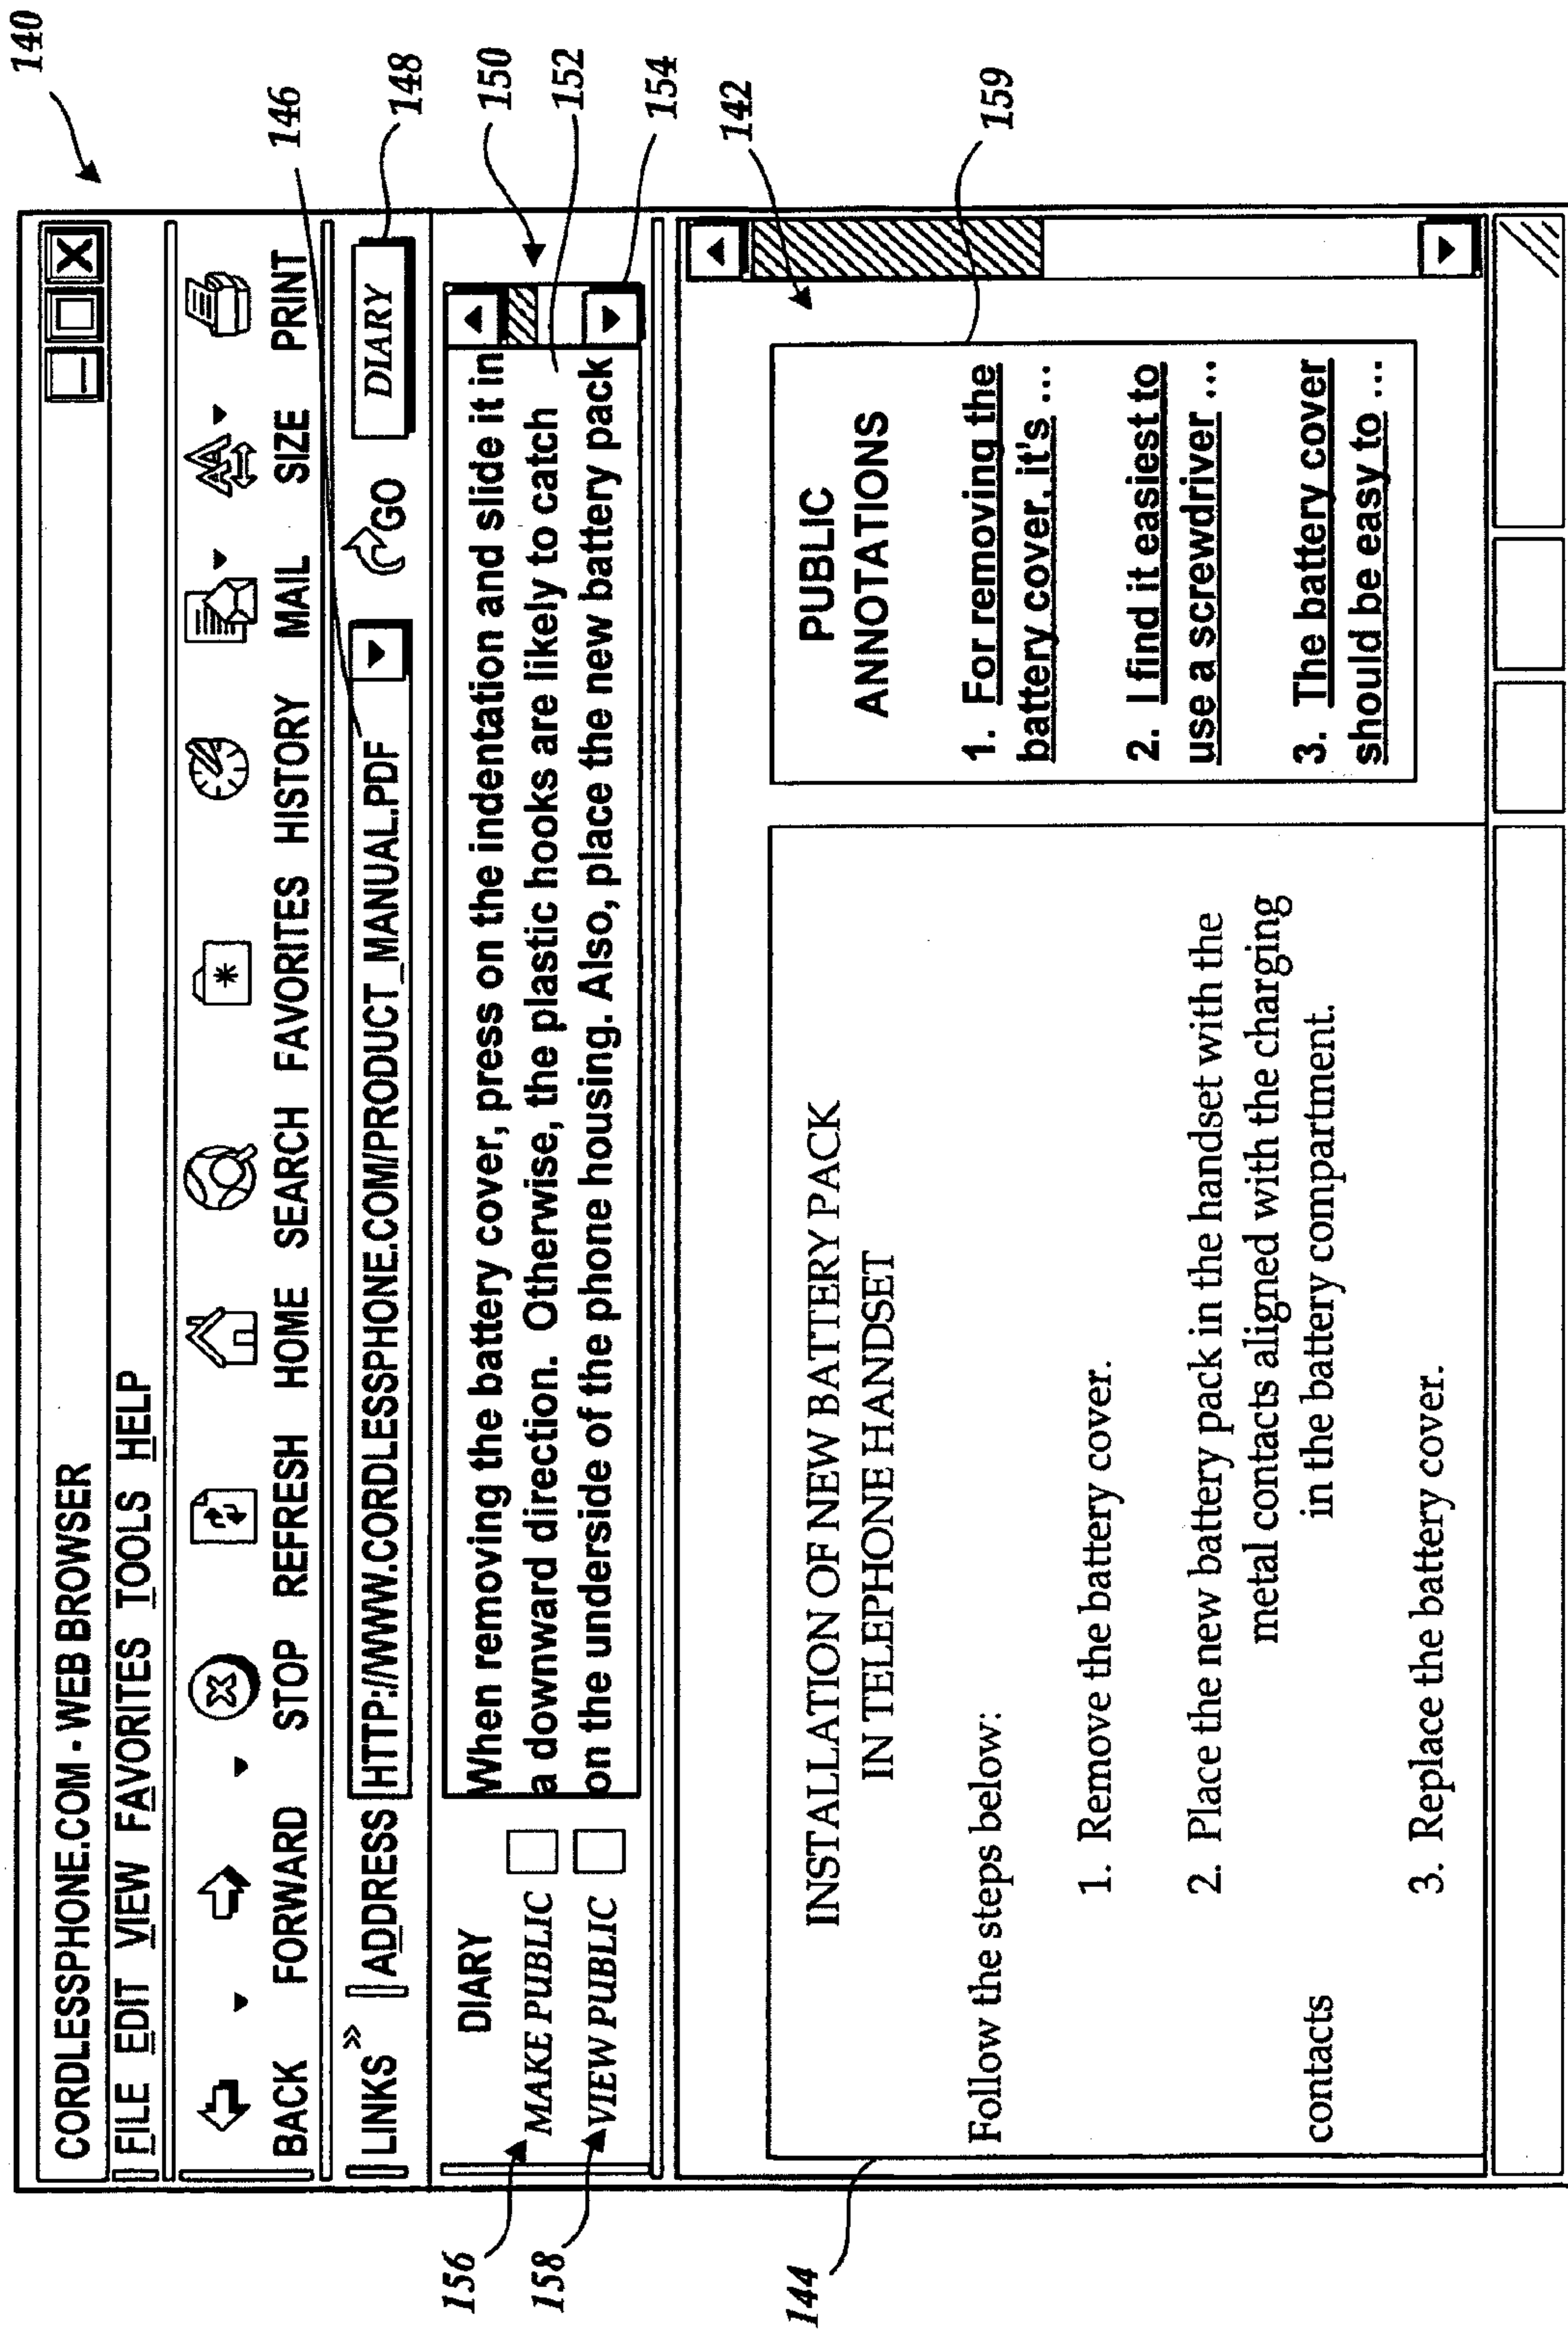 140
CORDLESSPHONE.COM - WEB BROWSER
FILE EDIT VIEW FAVORITES TOOLS HELP
BACK FORWARD STOP REFRESH HOME SEARCH FAVORITES HISTORY MAIL SIZE PRINT
146
LINKS » ADDRESS HTTP://WWW.CORDLESSPHONE.COM/PRODUCT_MANUAL.PDF GO DIARY
148
DIARY
156
MAKE PUBLIC
158
VIEW PUBLIC
When removing the battery cover, press on the indentation and slide it in
a downward direction. Otherwise, the plastic hooks are likely to catch
on the underside of the phone housing. Also, place the new battery pack
150
152
154
142
144
INSTALLATION OF NEW BATTERY PACK
IN TELEPHONE HANDSET
Follow the steps below:
1. Remove the battery cover.
2. Place the new battery pack in the handset with the
metal contacts aligned with the charging
contacts in the battery compartment.
3. Replace the battery cover.
159
PUBLIC
ANNOTATIONS
1. For removing the
battery cover, it's ...
2. I find it easiest to
use a screwdriver ...
3. The battery cover
should be easy to ...